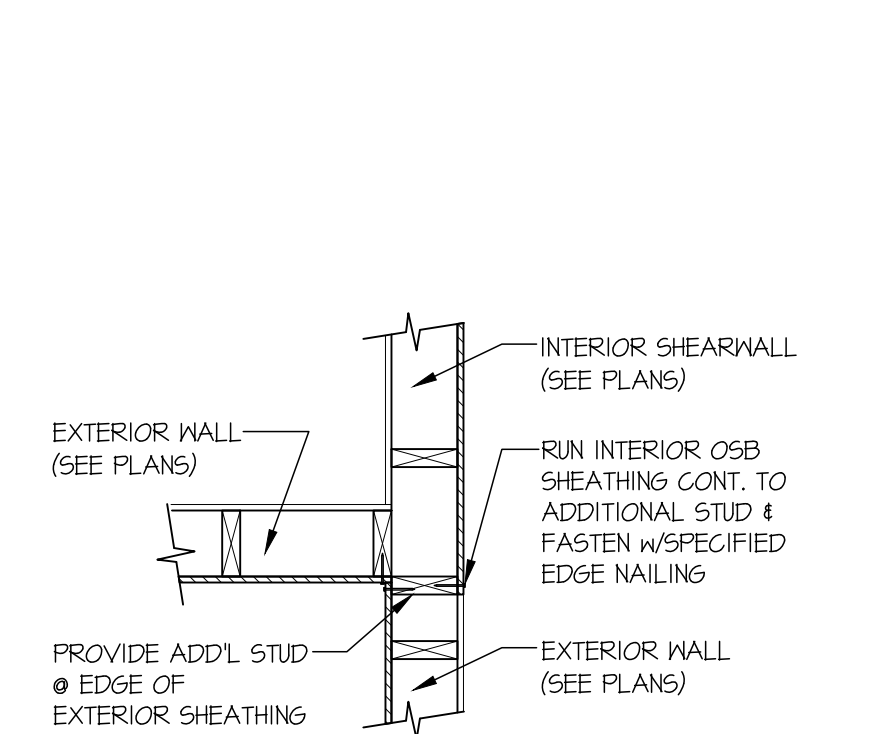 INTERIOR SHEARWALL
(SEE PLANS)
EXTERIOR WALL
(SEE PLANS)
RUN INTERIOR OSB
SHEATHING CONT. TO
ADDITIONAL STUD &
FASTEN w/SPECIFIED
EDGE NAILING
PROVIDE ADD'L STUD
@ EDGE OF
EXTERIOR SHEATHING
EXTERIOR WALL
(SEE PLANS)